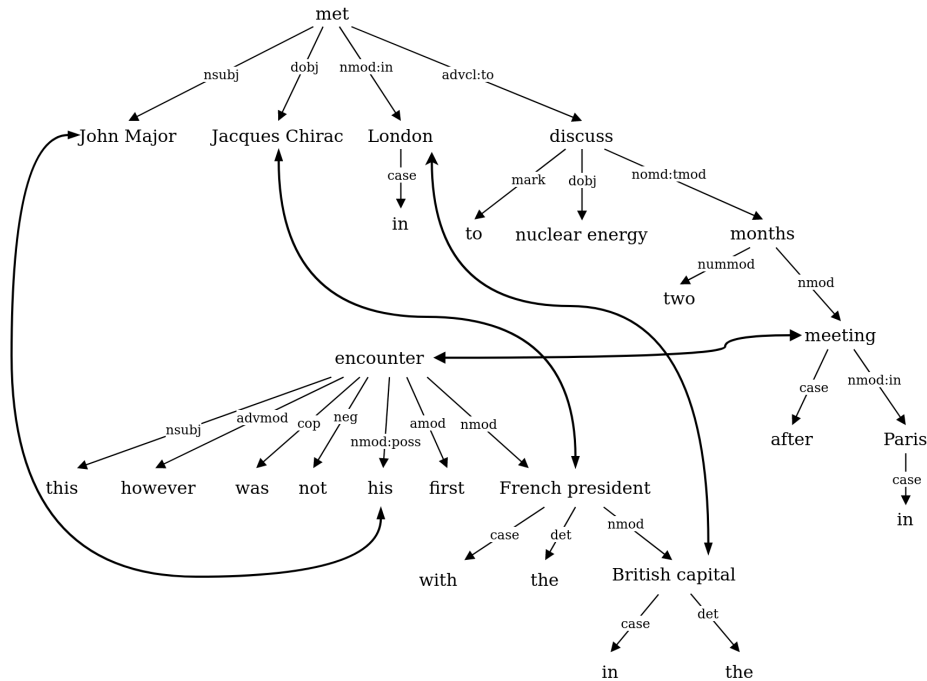 met
nsubj dobj nmod:in advcl:to
John Major Jacques Chirac London discuss
case mark dobj nomd:tmod
in to nuclear energy months
nummod nmod
two
encounter meeting
nsubj advmod cop neg nmod:poss amod nmod case nmod:in
this however was not his first French president after Paris
case det nmod case
with the British capital in
case det
in the